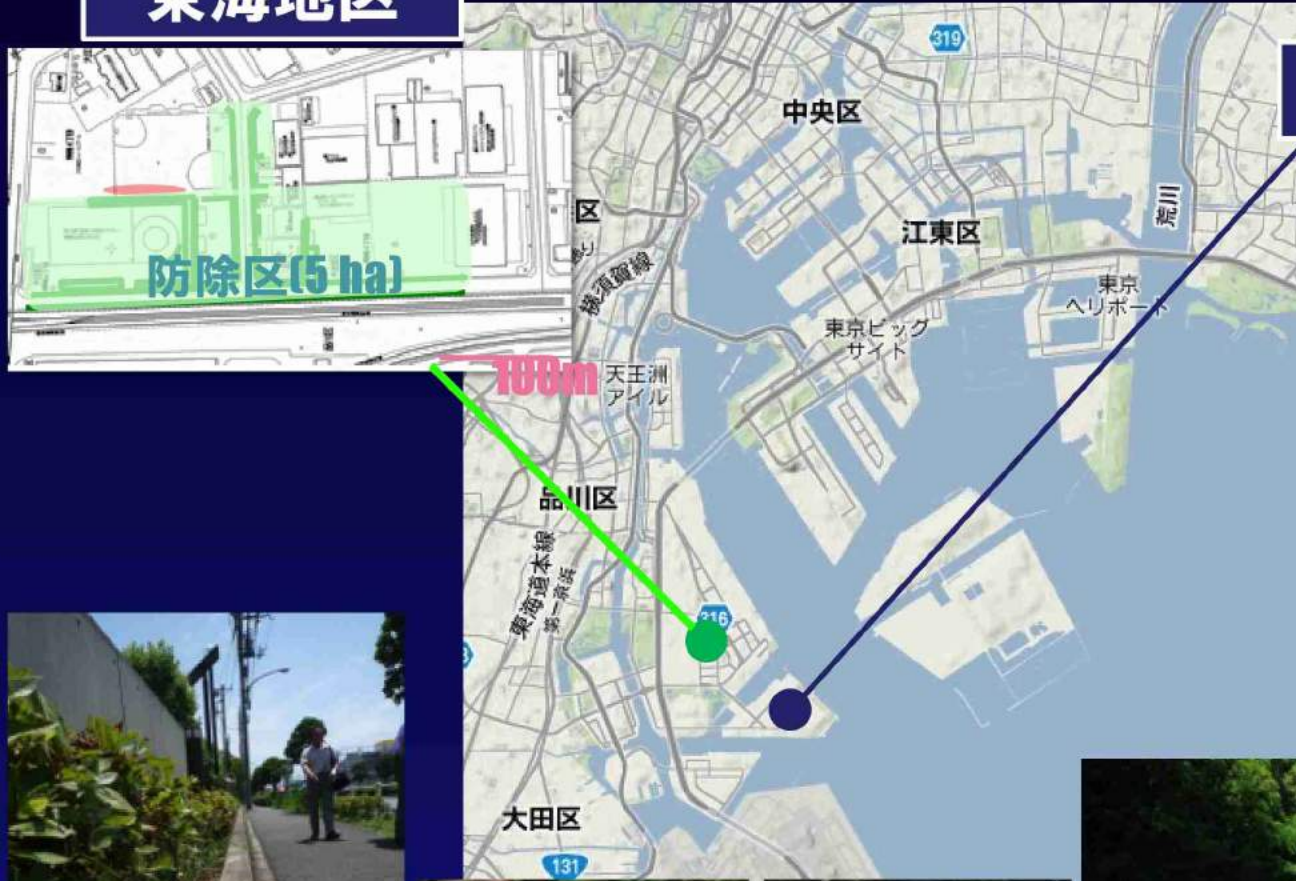 東海地区
防除区(5 ha)
100m
319
中央区
区
江東区
荒川
横須賀線
東京
ヘリポート
東京ビッグ
サイト
天王洲
アイル
品川区
東海道本線
第一京浜
316
大田区
131